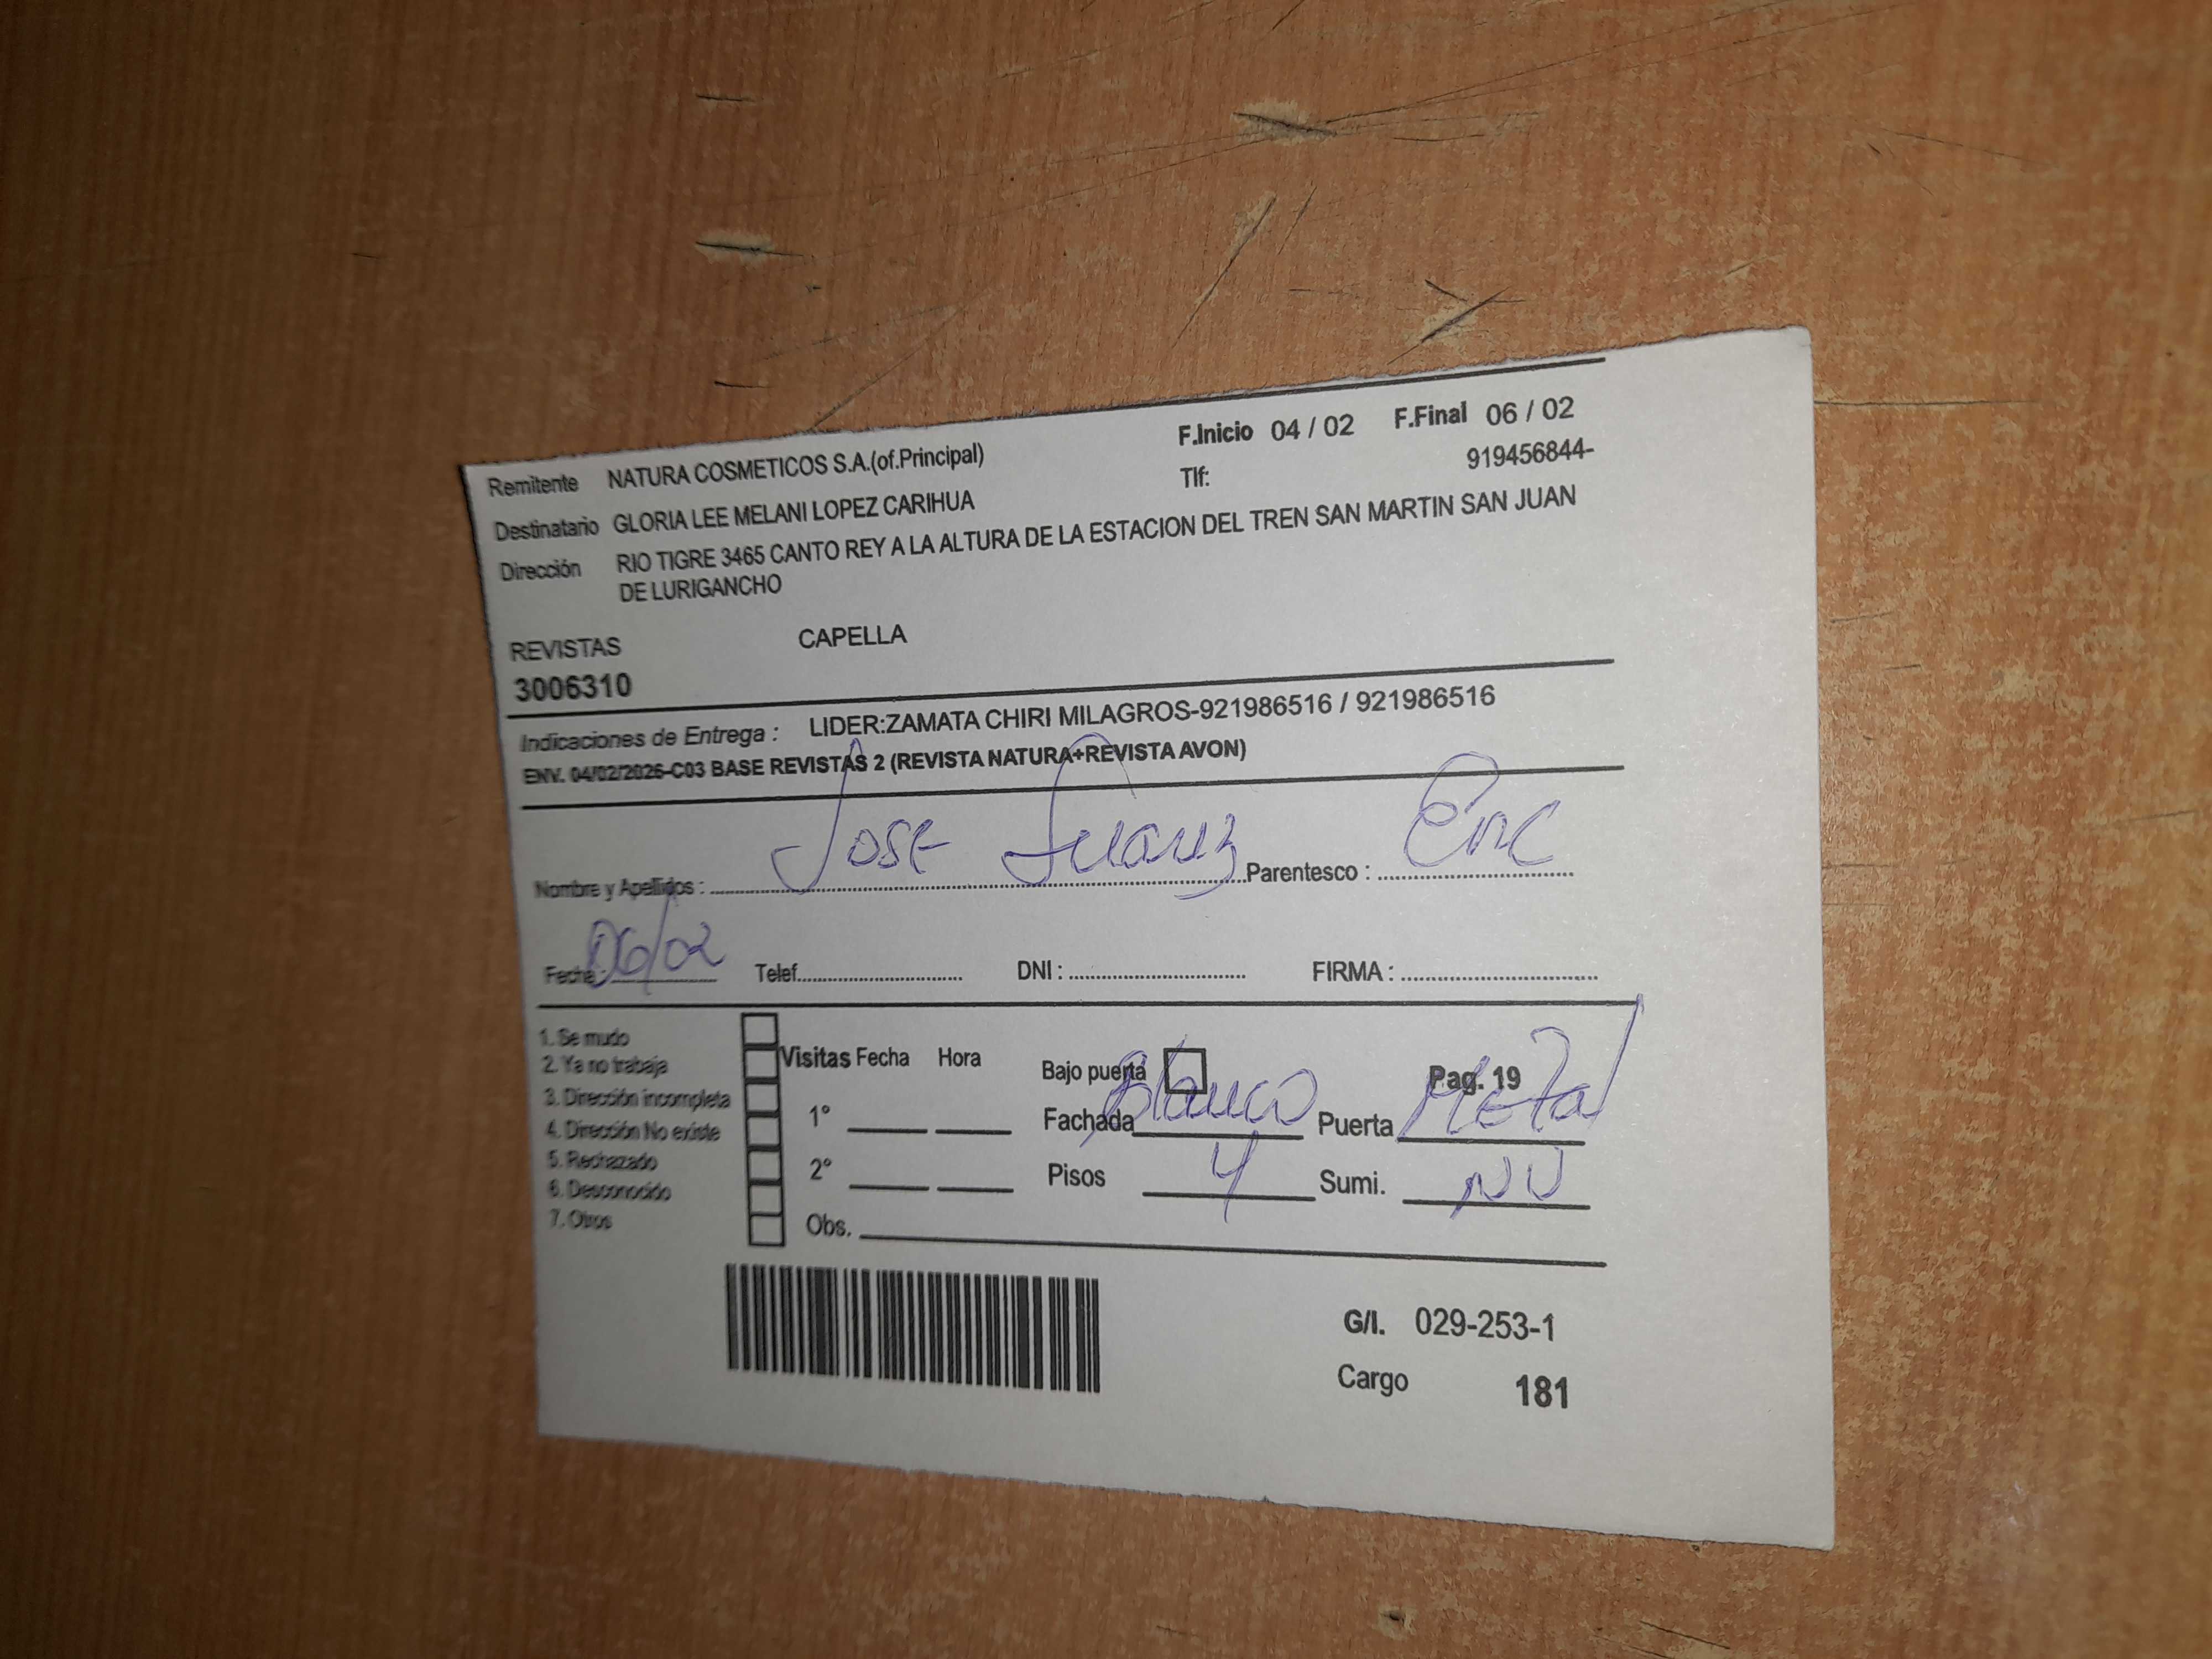 Remitente NATURA COSMETICOS S.A.(of.Principal) F.Inicio 04 / 02 F.Final 06 / 02
Destinatario GLORIA LEE MELANI LOPEZ CARIHUA Tlf: 919456844-
Dirección RIO TIGRE 3465 CANTO REY A LA ALTURA DE LA ESTACION DEL TREN SAN MARTIN SAN JUAN
DE LURIGANCHO
REVISTAS CAPELLA
3006310
Indicaciones de Entrega : LIDER:ZAMATA CHIRI MILAGROS-921986516 / 921986516
ENV. 04/02/2026-C03 BASE REVISTAS 2 (REVISTA NATURA+REVISTA AVON)
Nombre y Apellidos : Jose Suarez Parentesco : Enc
Fecha : 06/02 Telef. DNI : FIRMA :
1. Se mudo
2. Ya no trabaja
3. Dirección incompleta
4. Dirección No existe
5. Rechazado
6. Desconocido
7. Otros
Visitas Fecha Hora Bajo puerta Pag. 19
1° Fachada Blanco Puerta Metal
2° Pisos 4 Sumi. NU
Obs.
G/I. 029-253-1
Cargo 181